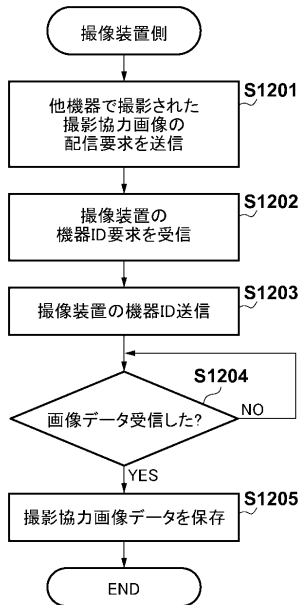 撮像装置側
S1201
他機器で撮影された
撮影協力画像の
配信要求を送信
S1202
撮像装置の
機器ID要求を受信
S1203
撮像装置の機器ID送信
S1204
画像データ受信した?
NO
YES
S1205
撮影協力画像データを保存
END